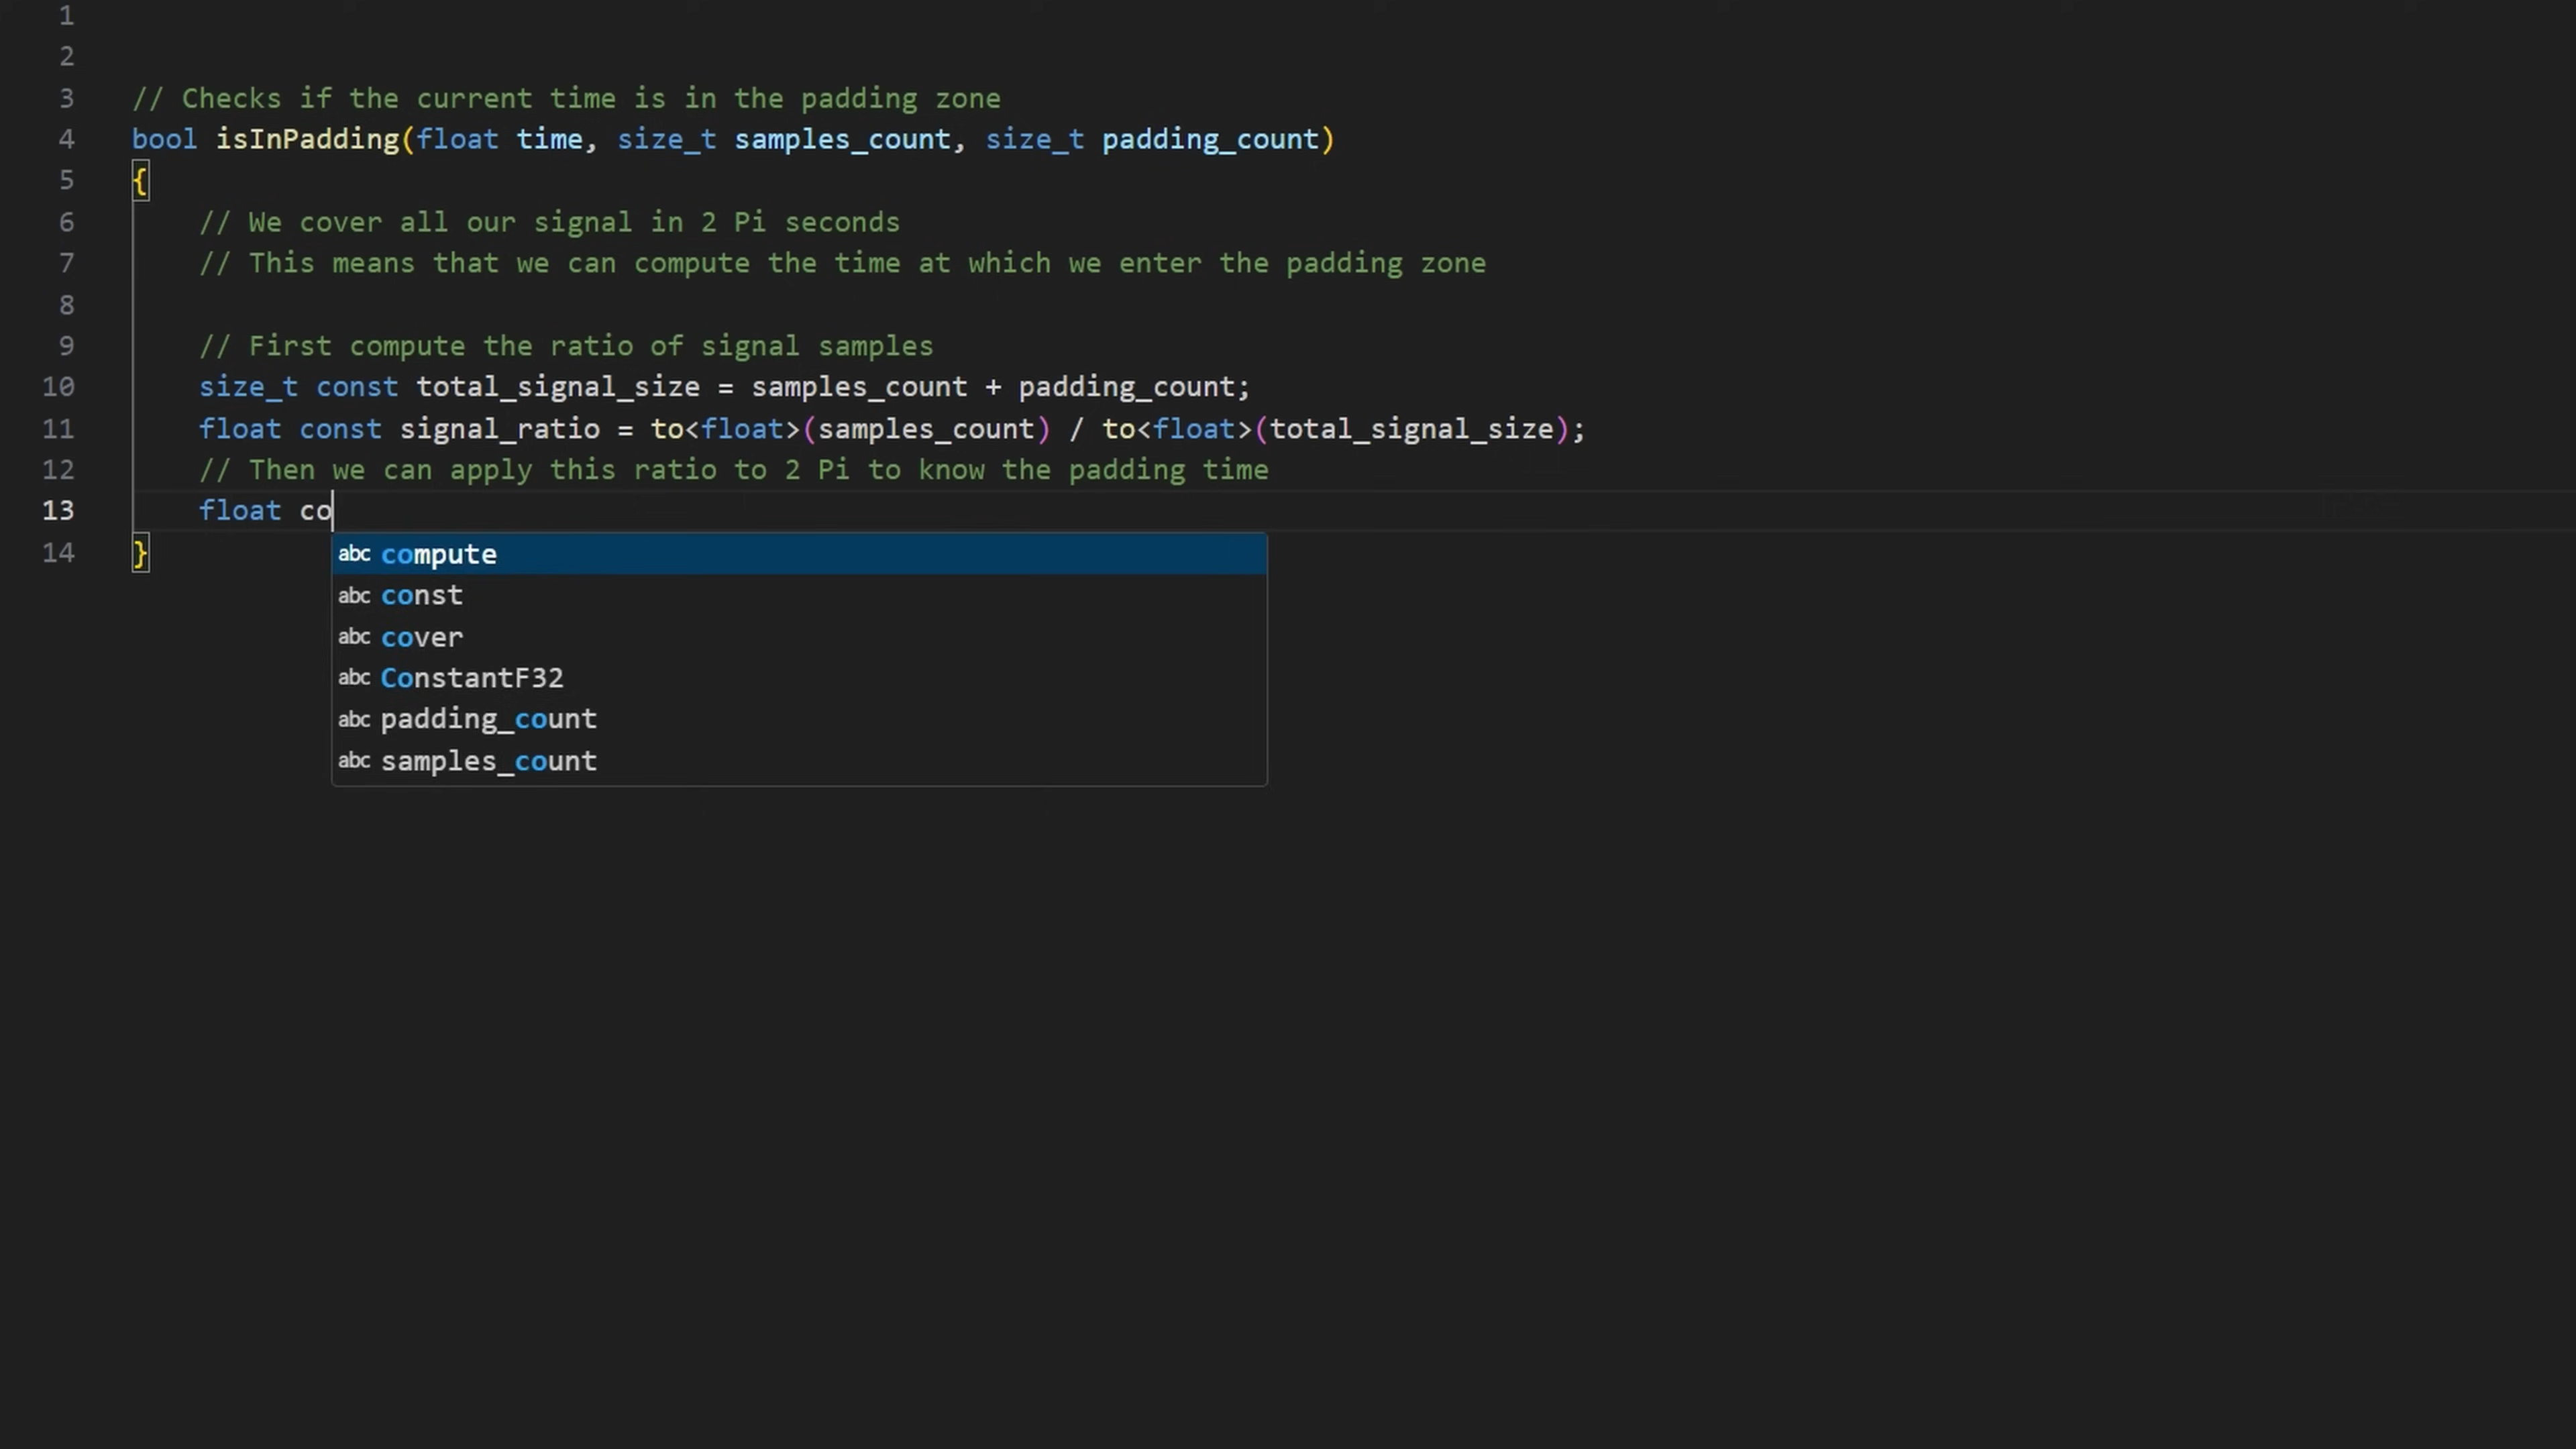 1
2
3 // Checks if the current time is in the padding zone
4 bool isInPadding(float time, size_t samples_count, size_t padding_count)
5 {
6 // We cover all our signal in 2 Pi seconds
7 // This means that we can compute the time at which we enter the padding zone
8
9 // First compute the ratio of signal samples
10 size_t const total_signal_size = samples_count + padding_count;
11 float const signal_ratio = to<float>(samples_count) / to<float>(total_signal_size);
12 // Then we can apply this ratio to 2 Pi to know the padding time
13 float co
14 }
abc compute
abc const
abc cover
abc ConstantF32
abc padding_count
abc samples_count